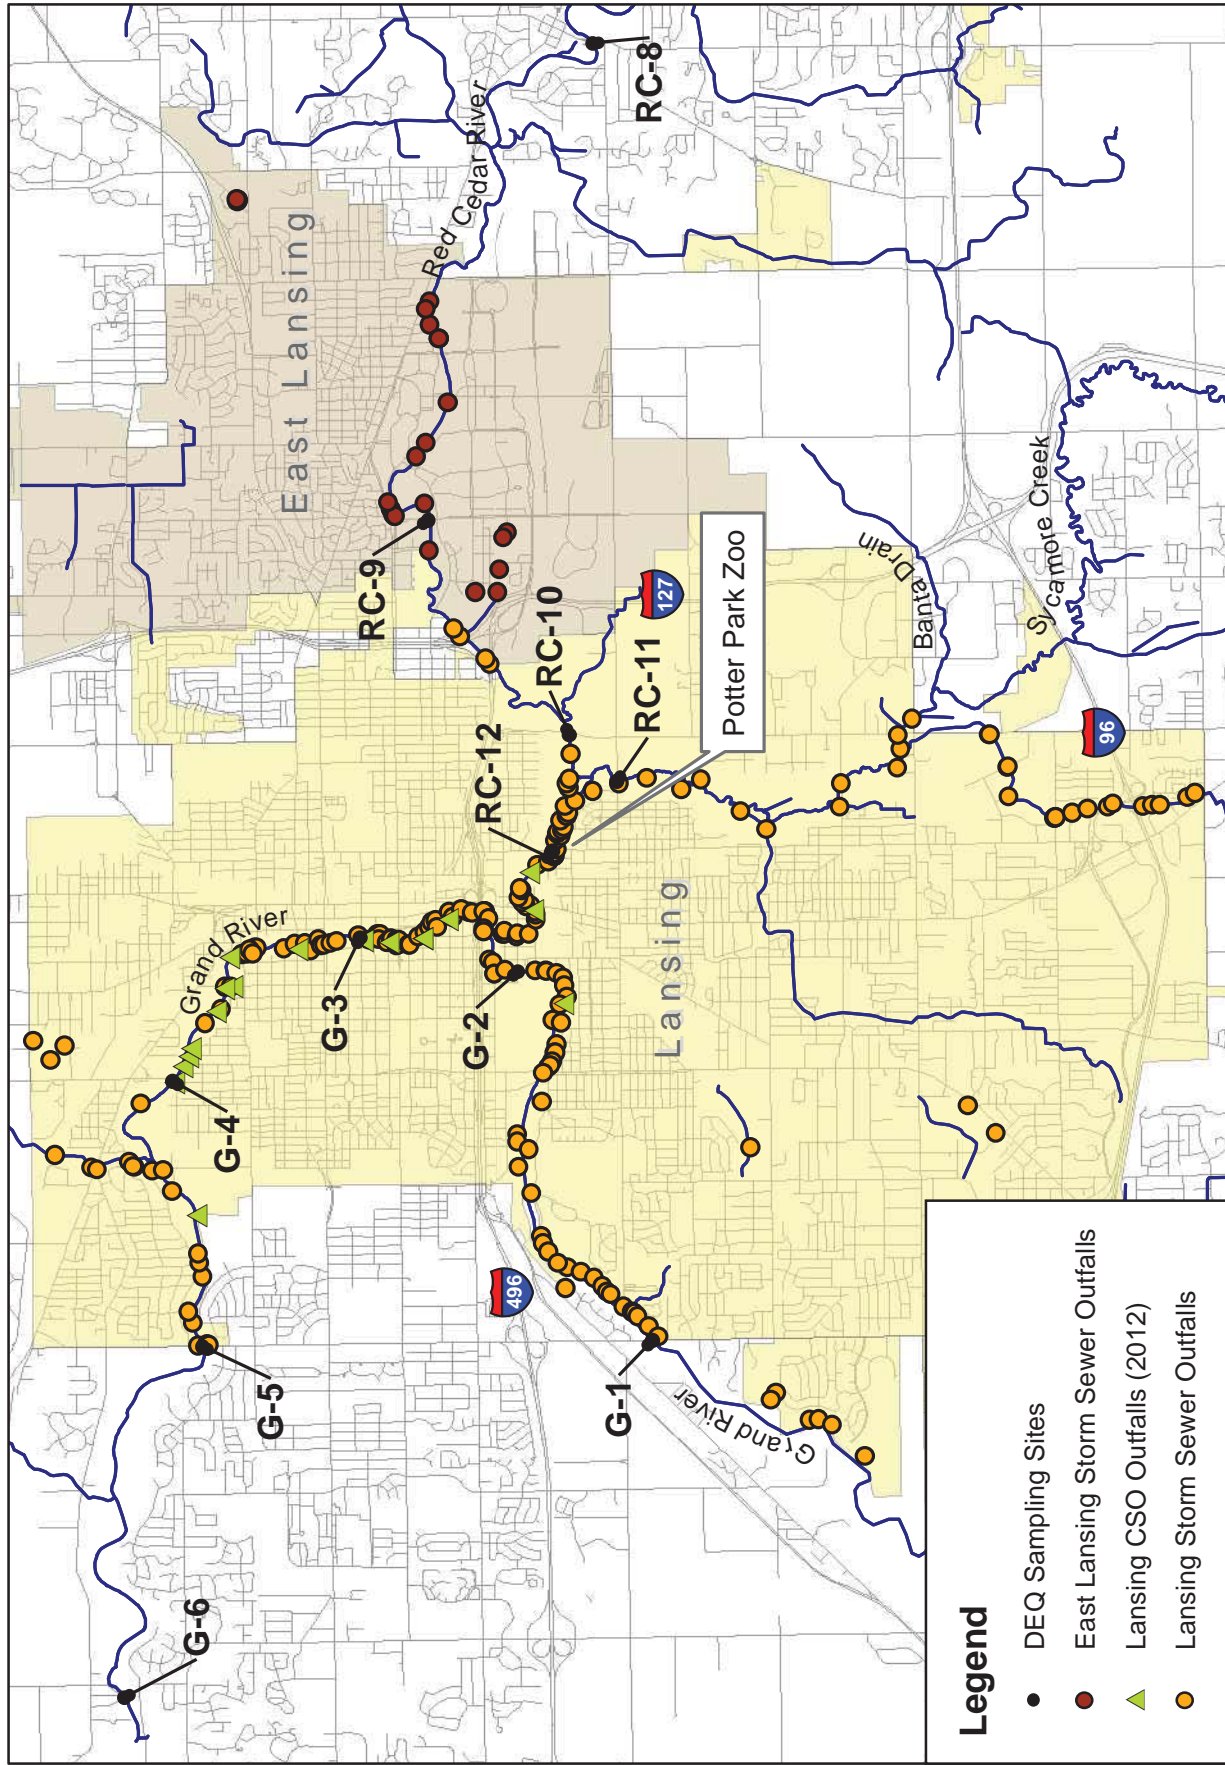 East Lansing
Red Cedar River
RC-8
RC-9
RC-10
127
RC-11
RC-12
Potter Park Zoo
Banta Drain
Sycamore Creek
96
Grand River
G-3
G-2
G-4
Lansing
G-5
496
G-1
Grand River
G-6
Legend
DEQ Sampling Sites
East Lansing Storm Sewer Outfalls
Lansing CSO Outfalls (2012)
Lansing Storm Sewer Outfalls